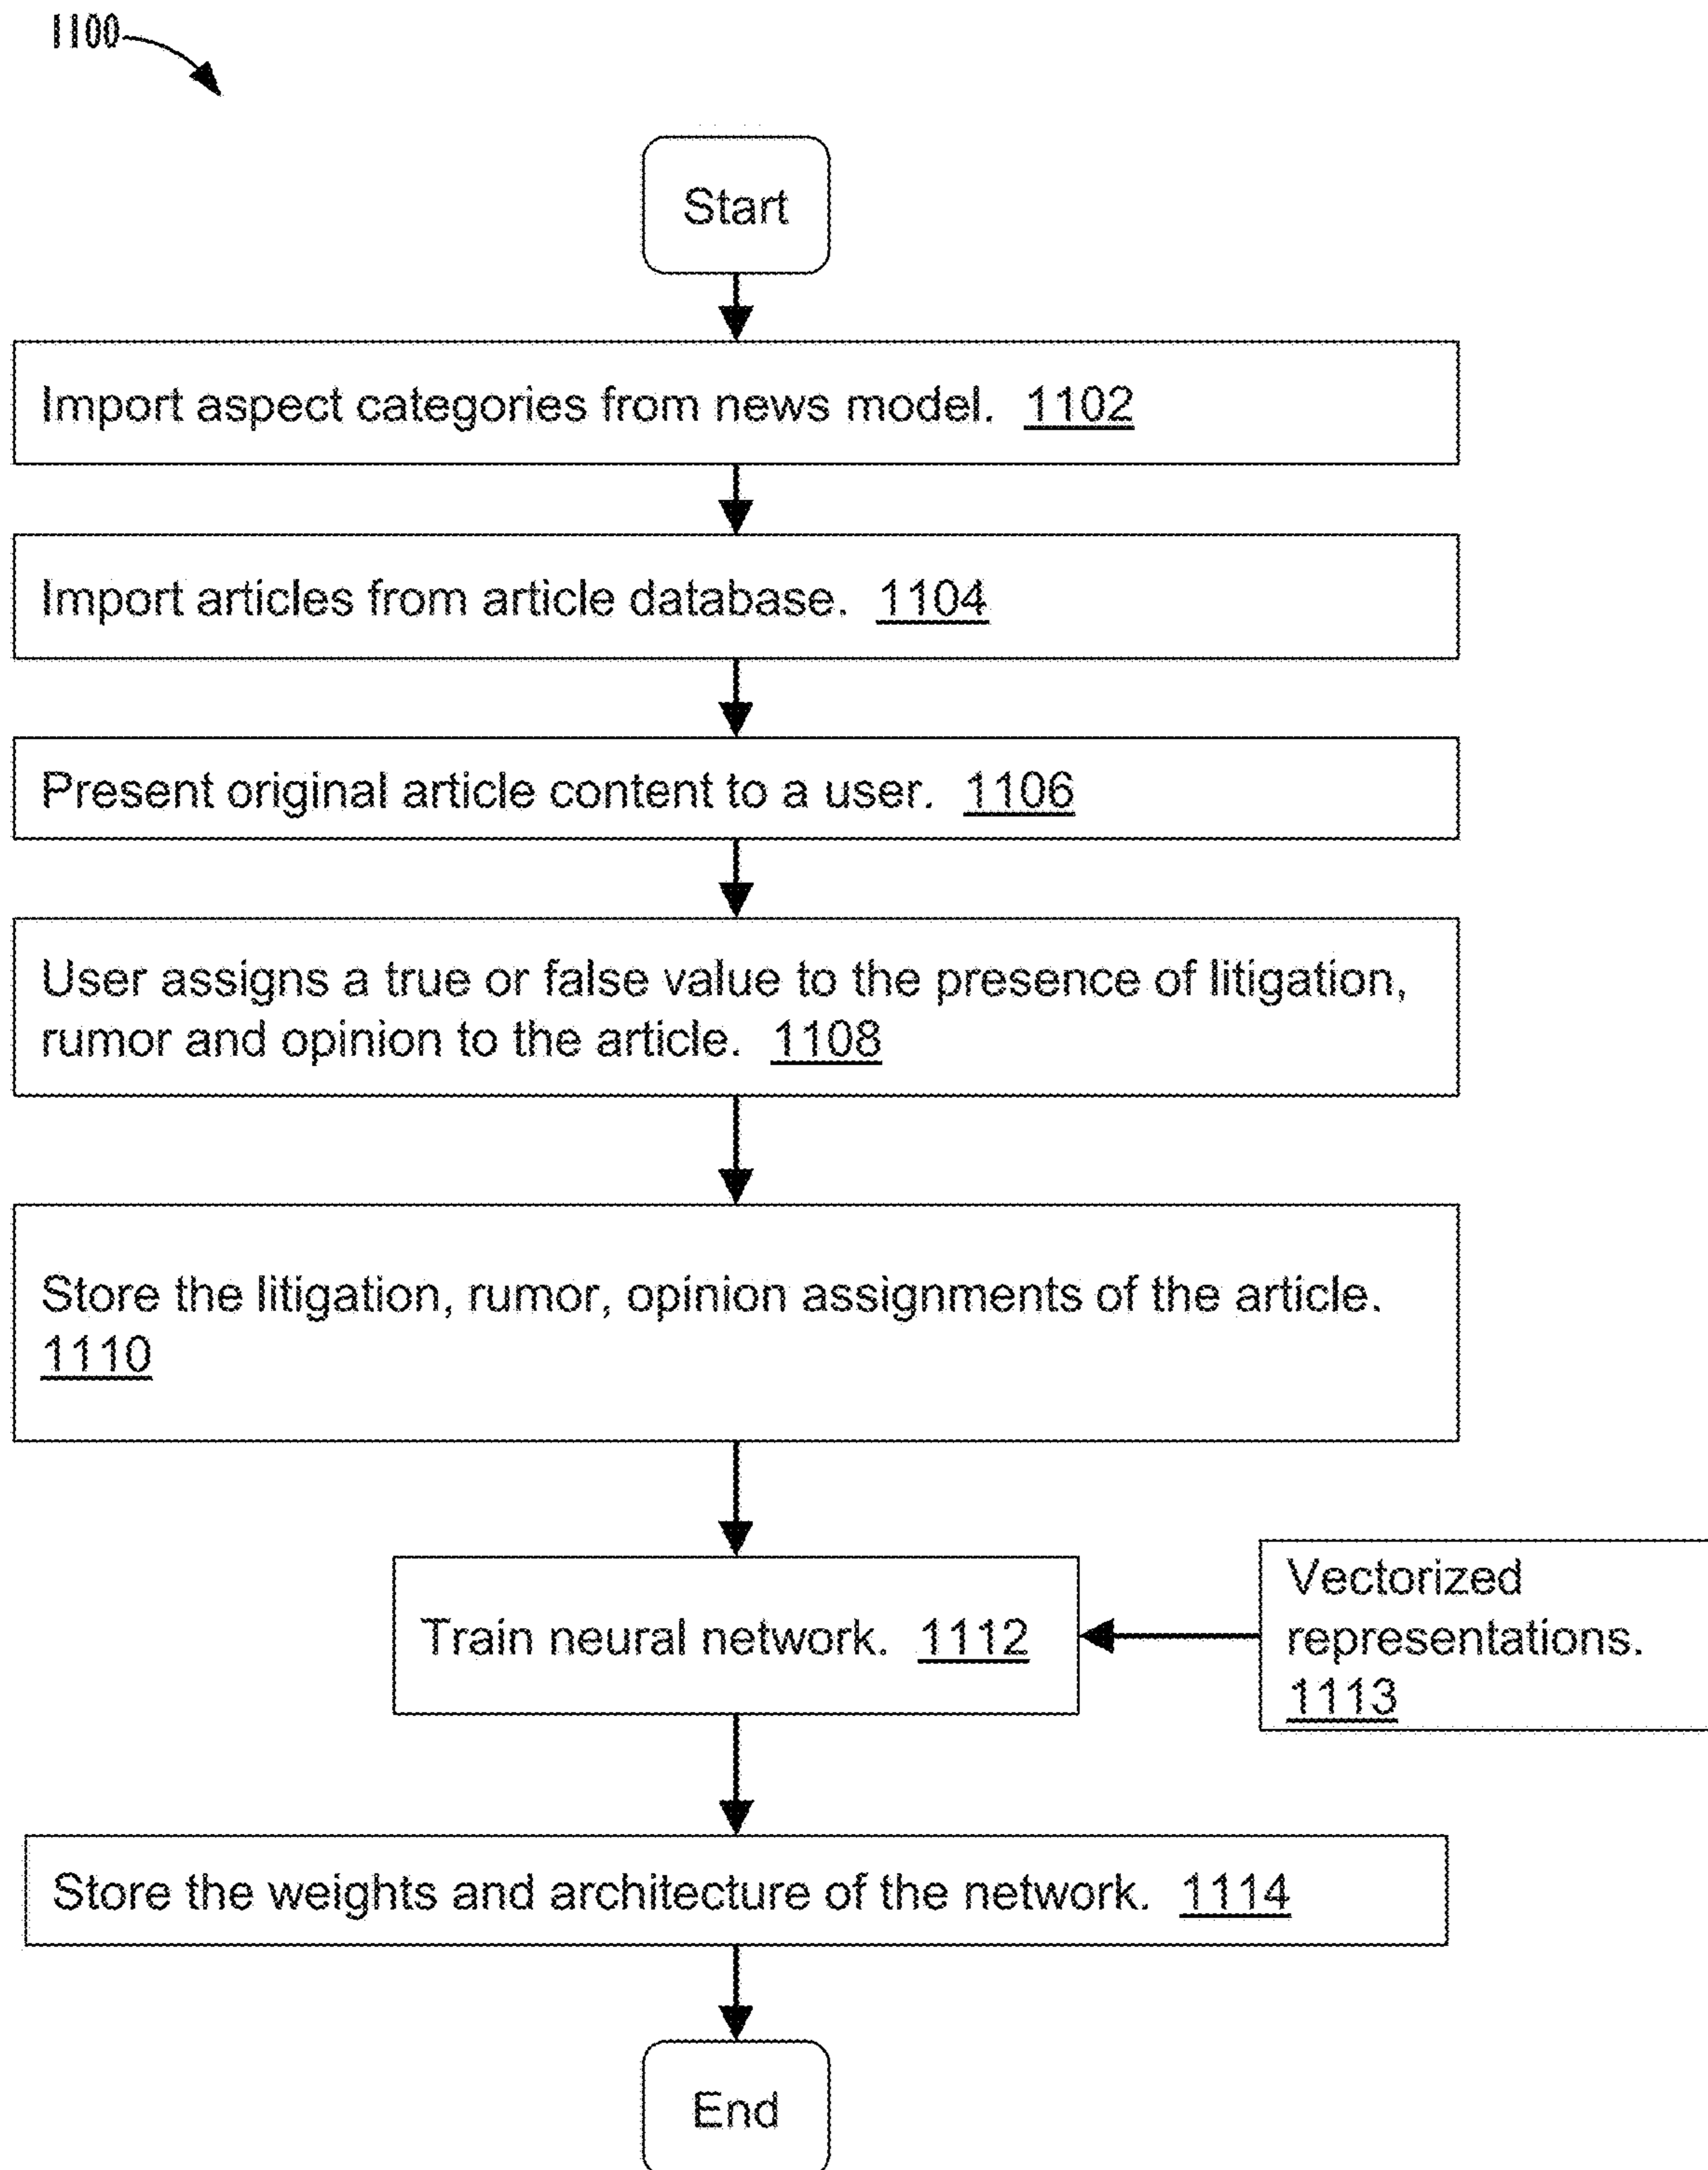 1100
Start
Import aspect categories from news model. 1102
Import articles from article database. 1104
Present original article content to a user. 1106
User assigns a true or false value to the presence of litigation,
rumor and opinion to the article. 1108
Store the litigation, rumor, opinion assignments of the article.
1110
Train neural network. 1112
Vectorized
representations.
1113
Store the weights and architecture of the network. 1114
End